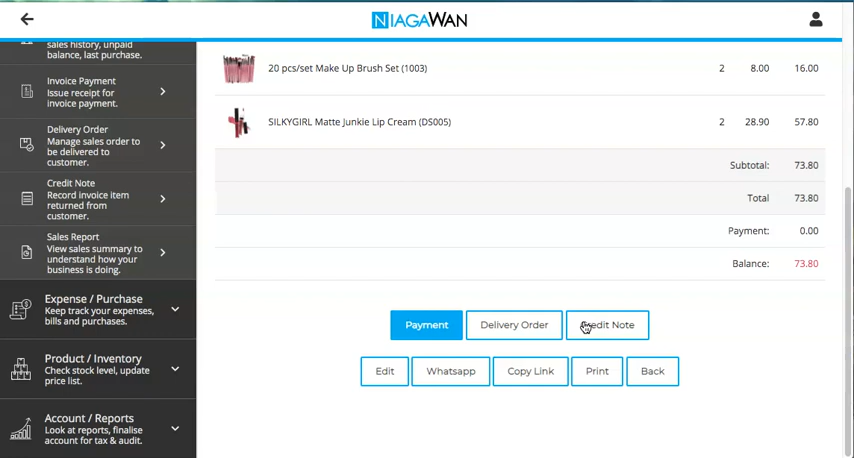 NIAGAWAN
sales history, unpaid
balance, last purchase.
Invoice Payment
Issue receipt for
invoice payment.
Delivery Order
Manage sales order to
be delivered to
customer.
Credit Note
Record invoice item
returned from
customer.
Sales Report
View sales summary to
understand how your
business is doing.
Expense / Purchase
Keep track your expenses,
bills and purchases.
Product / Inventory
Check stock level, update
price list.
Account / Reports
Look at reports, finalise
account for tax & audit.
20 pcs/set Make Up Brush Set (1003) 2 8.00 16.00
SILKYGIRL Matte Junkie Lip Cream (DS005) 2 28.90 57.80
Subtotal: 73.80
Total 73.80
Payment: 0.00
Balance: 73.80
Payment Delivery Order Credit Note
Edit Whatsapp Copy Link Print Back